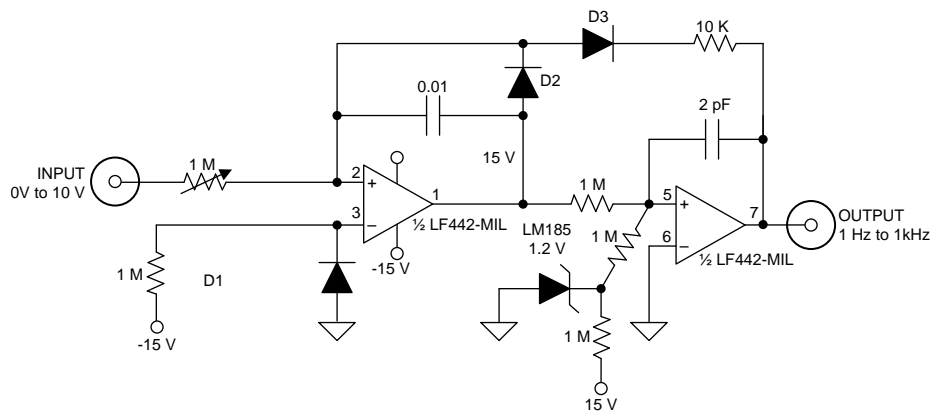 D3
10 K
D2
0.01
2 pF
15 V
INPUT
0V to 10 V
1 M
2
+
1
3
−
½ LF442-MIL
-15 V
1 M
D1
-15 V
1 M
5
+
7
6
−
½ LF442-MIL
OUTPUT
1 Hz to 1kHz
LM185
1.2 V
1 M
1 M
15 V